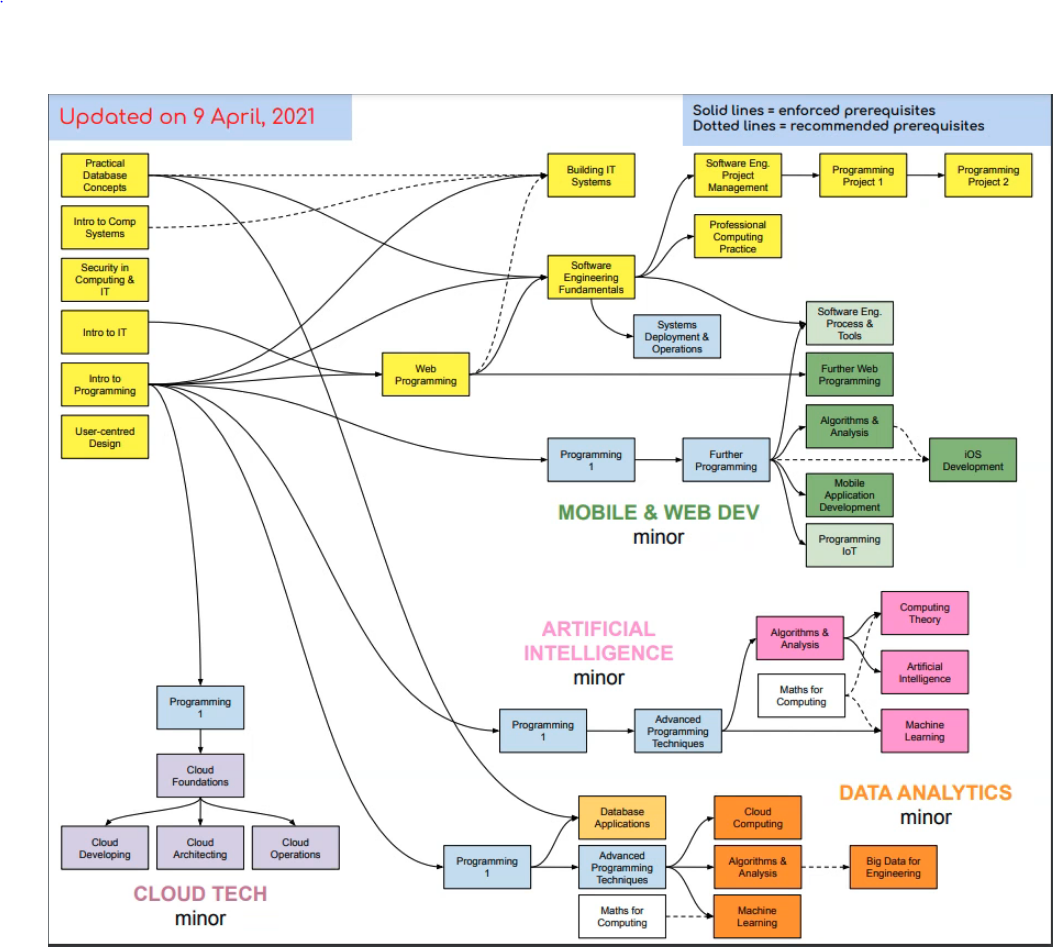 Updated on 9 April, 2021
Solid lines = enforced prerequisites
Dotted lines = recommended prerequisites
Practical
Database
Concepts
Intro to Comp
Systems
Security in
Computing &
IT
Intro to IT
Intro to
Programming
User-centred
Design
Building IT
Systems
Software Eng.
Project
Management
Programming
Project 1
Programming
Project 2
Professional
Computing
Practice
Software
Engineering
Fundamentals
Systems
Deployment &
Operations
Web
Programming
Software Eng.
Process &
Tools
Further Web
Programming
Algorithms &
Analysis
iOS
Development
Programming
1
Further
Programming
Mobile
Application
Development
Programming
IoT
MOBILE & WEB DEV
minor
ARTIFICIAL
INTELLIGENCE
minor
Algorithms &
Analysis
Computing
Theory
Artificial
Intelligence
Maths for
Computing
Machine
Learning
Programming
1
Advanced
Programming
Techniques
Programming
1
Cloud
Foundations
Cloud
Developing
Cloud
Architecting
Cloud
Operations
CLOUD TECH
minor
DATA ANALYTICS
minor
Programming
1
Database
Applications
Advanced
Programming
Techniques
Maths for
Computing
Cloud
Computing
Algorithms &
Analysis
Machine
Learning
Big Data for
Engineering